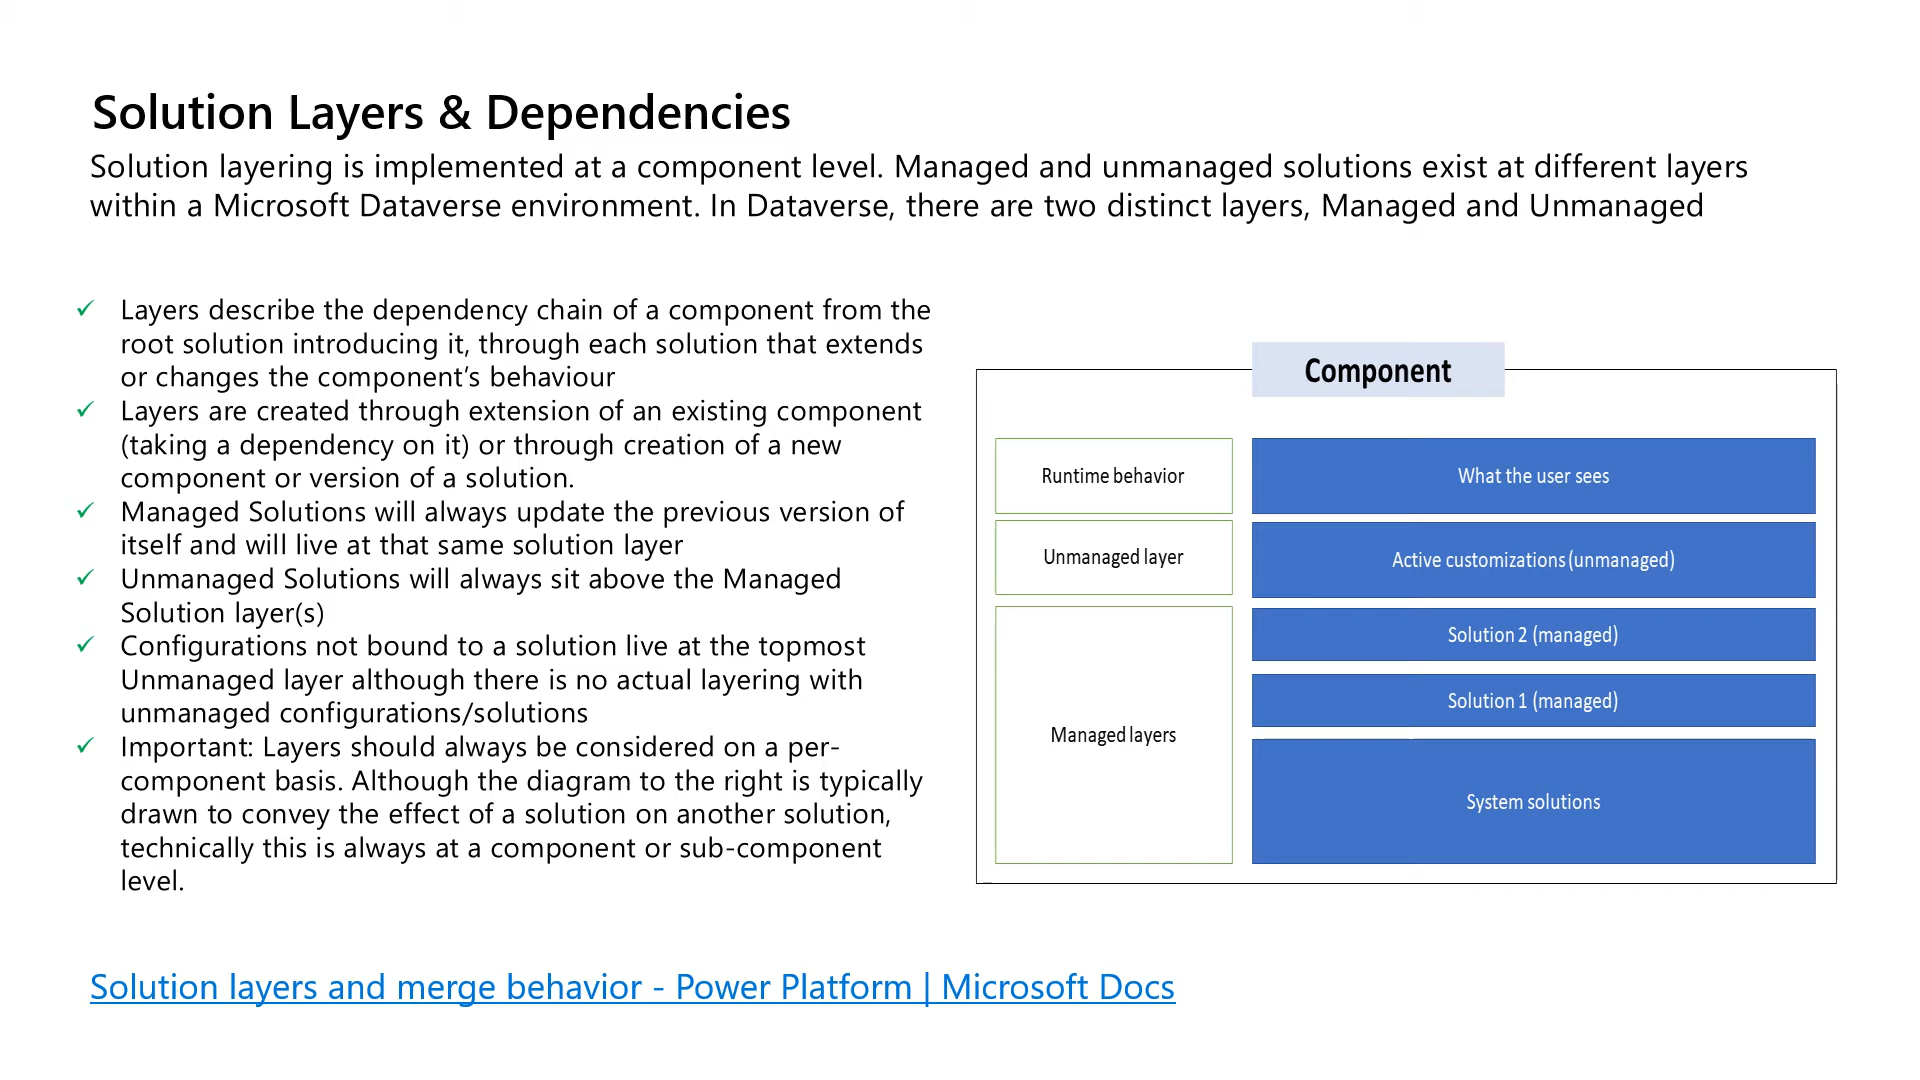 Solution Layers & Dependencies
Solution layering is implemented at a component level. Managed and unmanaged solutions exist at different layers
within a Microsoft Dataverse environment. In Dataverse, there are two distinct layers, Managed and Unmanaged
✓ Layers describe the dependency chain of a component from the
root solution introducing it, through each solution that extends
or changes the component’s behaviour
✓ Layers are created through extension of an existing component
(taking a dependency on it) or through creation of a new
component or version of a solution.
✓ Managed Solutions will always update the previous version of
itself and will live at that same solution layer
✓ Unmanaged Solutions will always sit above the Managed
Solution layer(s)
✓ Configurations not bound to a solution live at the topmost
Unmanaged layer although there is no actual layering with
unmanaged configurations/solutions
✓ Important: Layers should always be considered on a per-
component basis. Although the diagram to the right is typically
drawn to convey the effect of a solution on another solution,
technically this is always at a component or sub-component
level.
Component
Runtime behavior
What the user sees
Unmanaged layer
Active customizations (unmanaged)
Managed layers
Solution 2 (managed)
Solution 1 (managed)
System solutions
Solution layers and merge behavior - Power Platform | Microsoft Docs